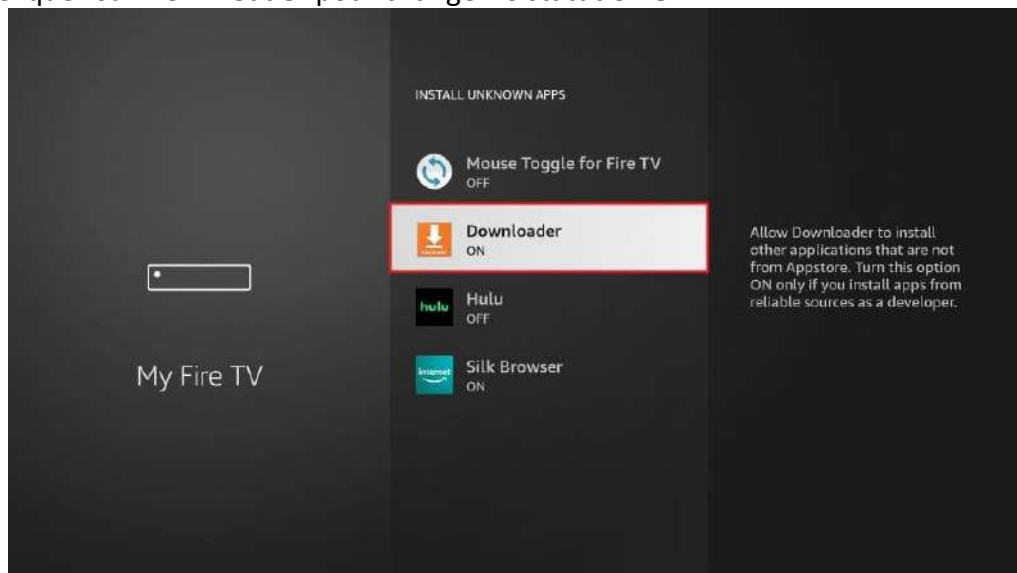 INSTALL UNKNOWN APPS
Mouse Toggle for Fire TV
OFF
Downloader
ON
Allow Downloader to install
other applications that are not
from Appstore. Turn this option
ON only if you install apps from
reliable sources as a developer.
hulu
Hulu
OFF
My Fire TV
internet
Silk Browser
ON